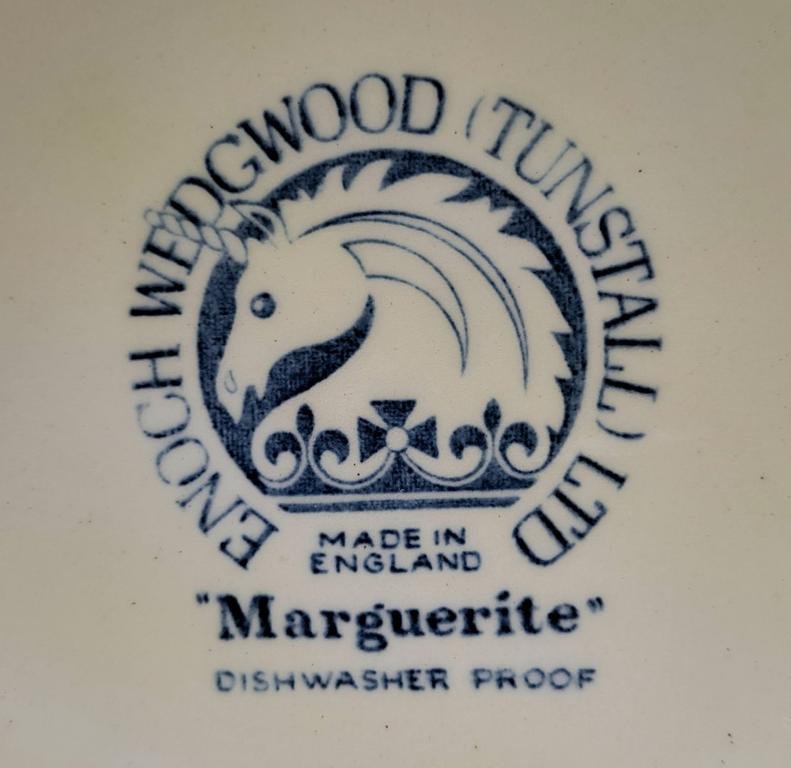 ENOCH WEDGWOOD (TUNSTALL) LTD
MADE IN
ENGLAND
"Marguerite"
DISHWASHER PROOF